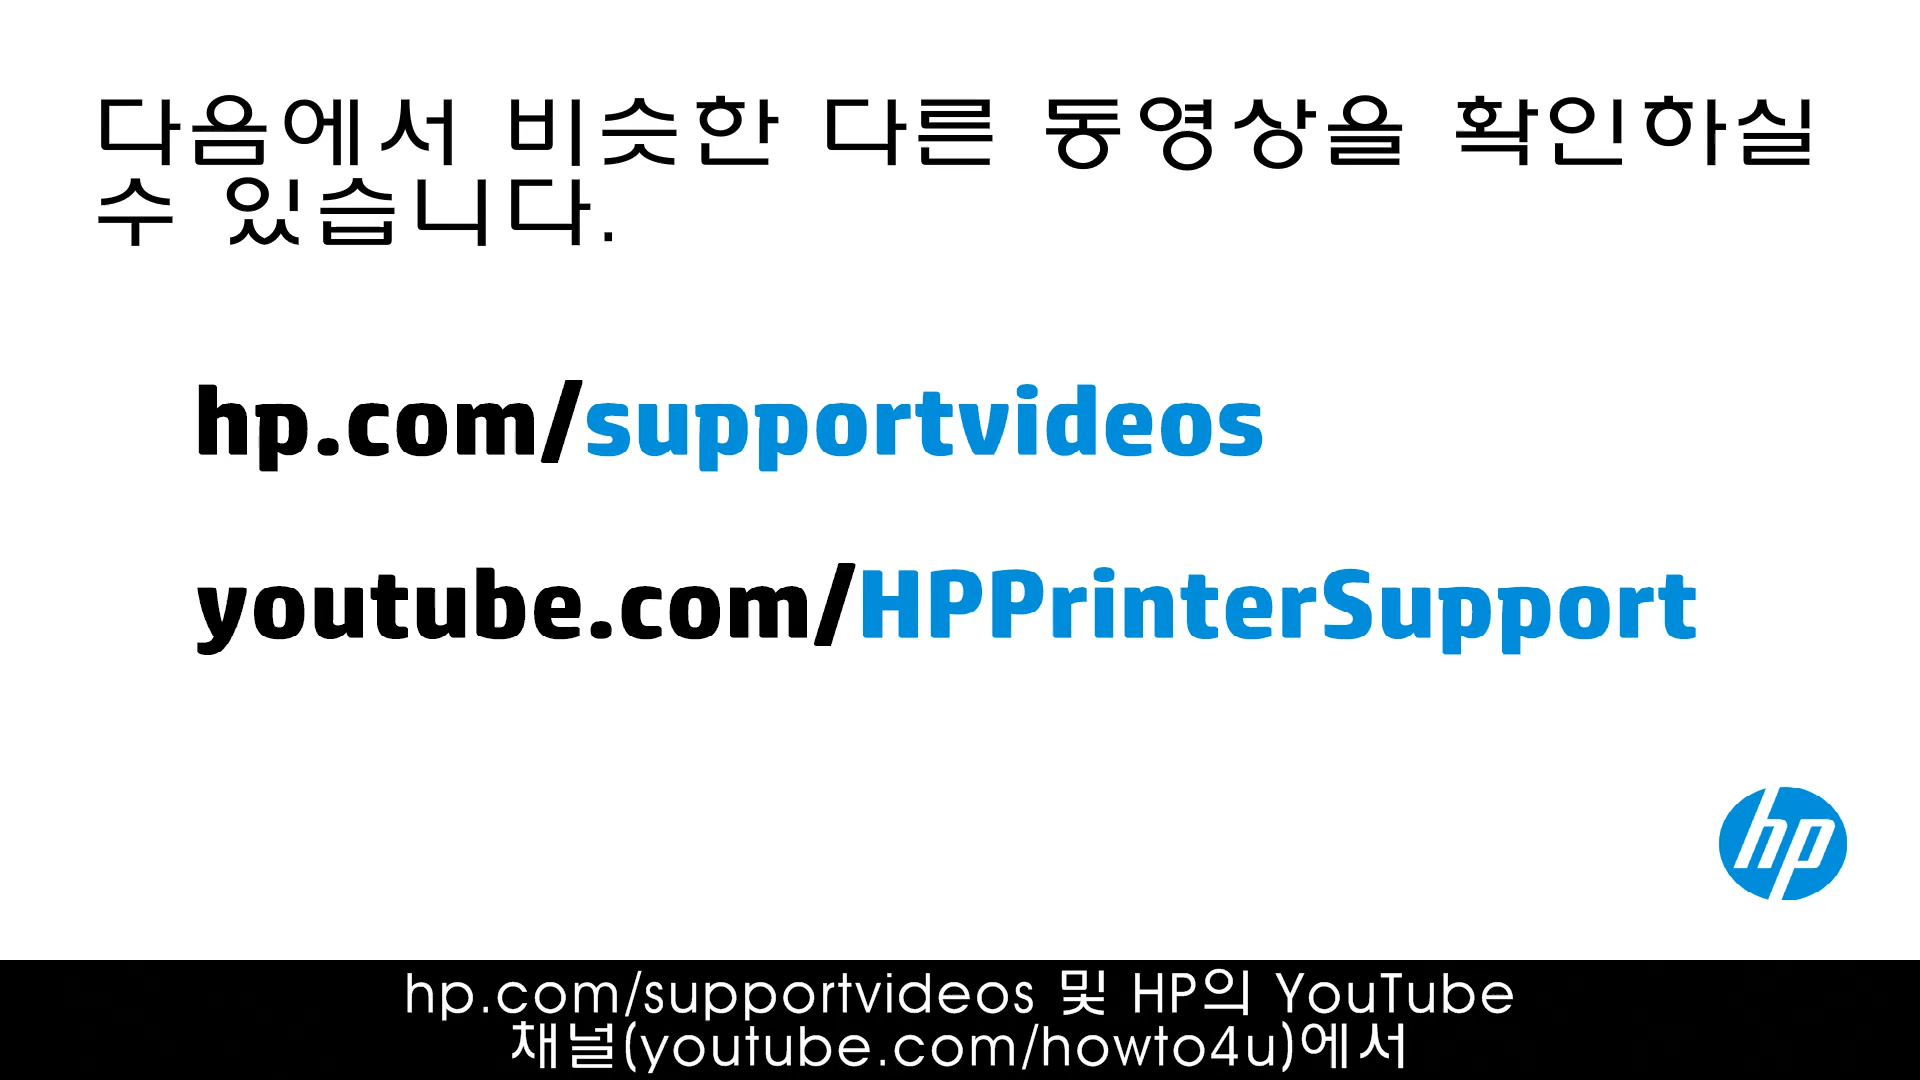 다음에서 비슷한 다른 동영상을 확인하실
수 있습니다.
hp.com/supportvideos
youtube.com/HPPrinterSupport
hp
hp.com/supportvideos 및 HP의 YouTube
채널(youtube.com/howto4u)에서